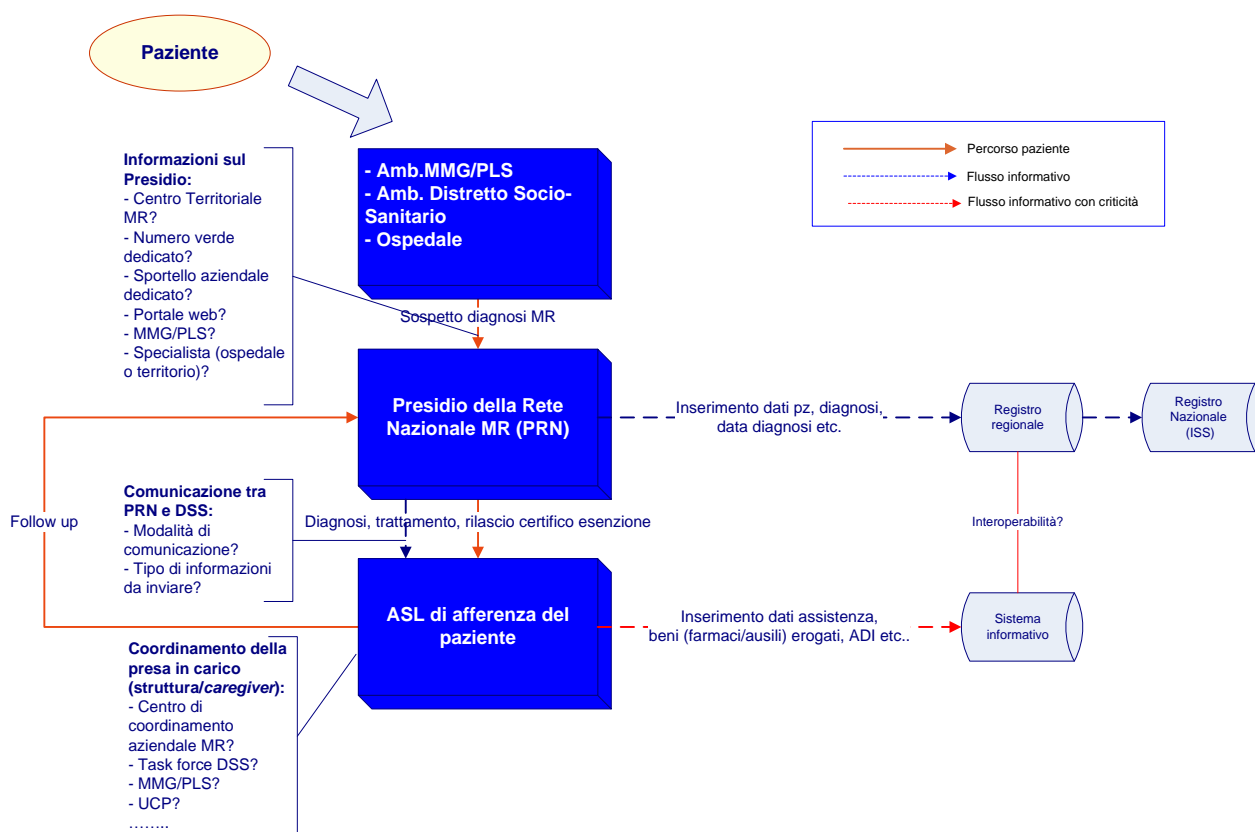 Paziente
- Amb.MMG/PLS
- Amb. Distretto Socio-
Sanitario
- Ospedale
Percorso paziente
Flusso informativo
Flusso informativo con criticità
Informazioni sul
Presidio:
- Centro Territoriale
MR?
- Numero verde
dedicato?
- Sportello aziendale
dedicato?
- Portale web?
- MMG/PLS?
- Specialista (ospedale
o territorio)?
Sospetto diagnosi MR
Presidio della Rete
Nazionale MR (PRN)
Inserimento dati pz, diagnosi,
data diagnosi etc.
Registro
regionale
Registro
Nazionale
(ISS)
Follow up
Comunicazione tra
PRN e DSS:
- Modalità di
comunicazione?
- Tipo di informazioni
da inviare?
Diagnosi, trattamento, rilascio certifico esenzione
Interoperabilità?
ASL di afferenza del
paziente
Inserimento dati assistenza,
beni (farmaci/ausili) erogati, ADI etc..
Sistema
informativo
Coordinamento della
presa in carico
(struttura/caregiver):
- Centro di
coordinamento
aziendale MR?
- Task force DSS?
- MMG/PLS?
- UCP?
……..